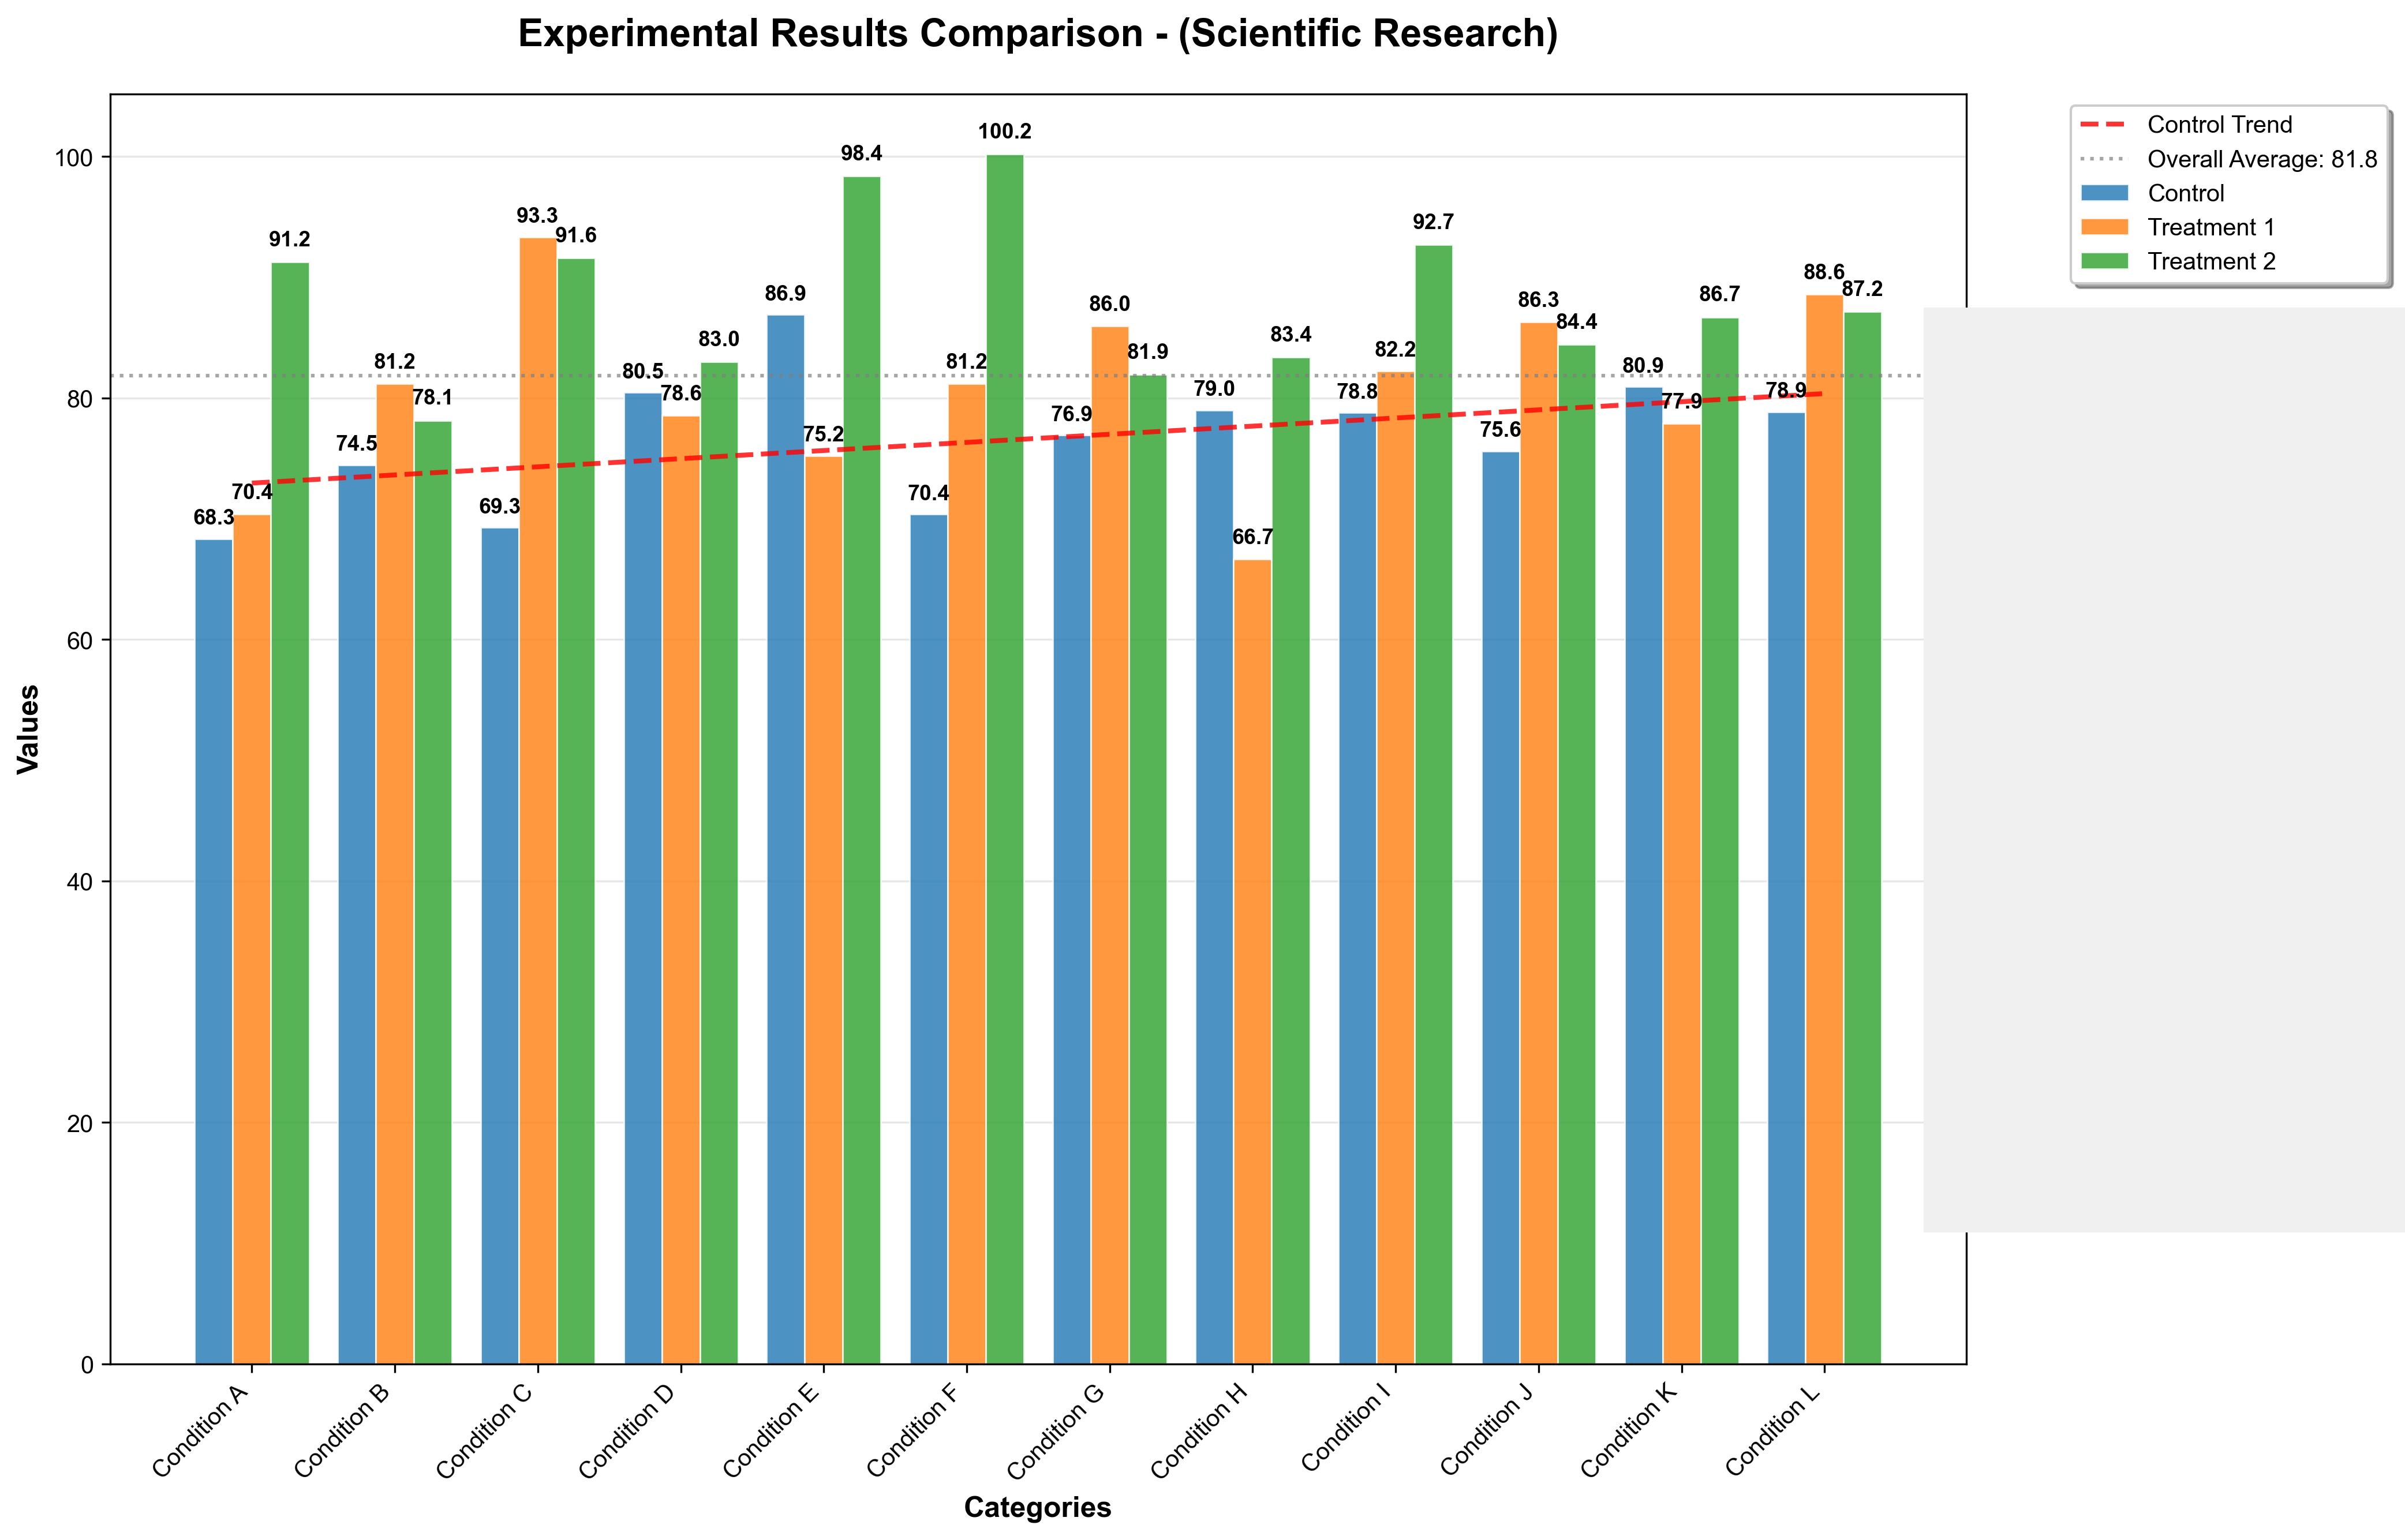 Experimental Results Comparison - (Scientific Research)
Control Trend
Overall Average: 81.8
Control
Treatment 1
Treatment 2
Values
100
80
60
40
20
0
68.3
70.4
91.2
74.5
81.2
78.1
69.3
93.3
91.6
80.5
78.6
83.0
86.9
75.2
98.4
70.4
81.2
100.2
76.9
86.0
81.9
79.0
66.7
83.4
78.8
82.2
92.7
75.6
86.3
84.4
80.9
77.9
86.7
78.9
88.6
87.2
Condition A
Condition B
Condition C
Condition D
Condition E
Condition F
Condition G
Condition H
Condition I
Condition J
Condition K
Condition L
Categories